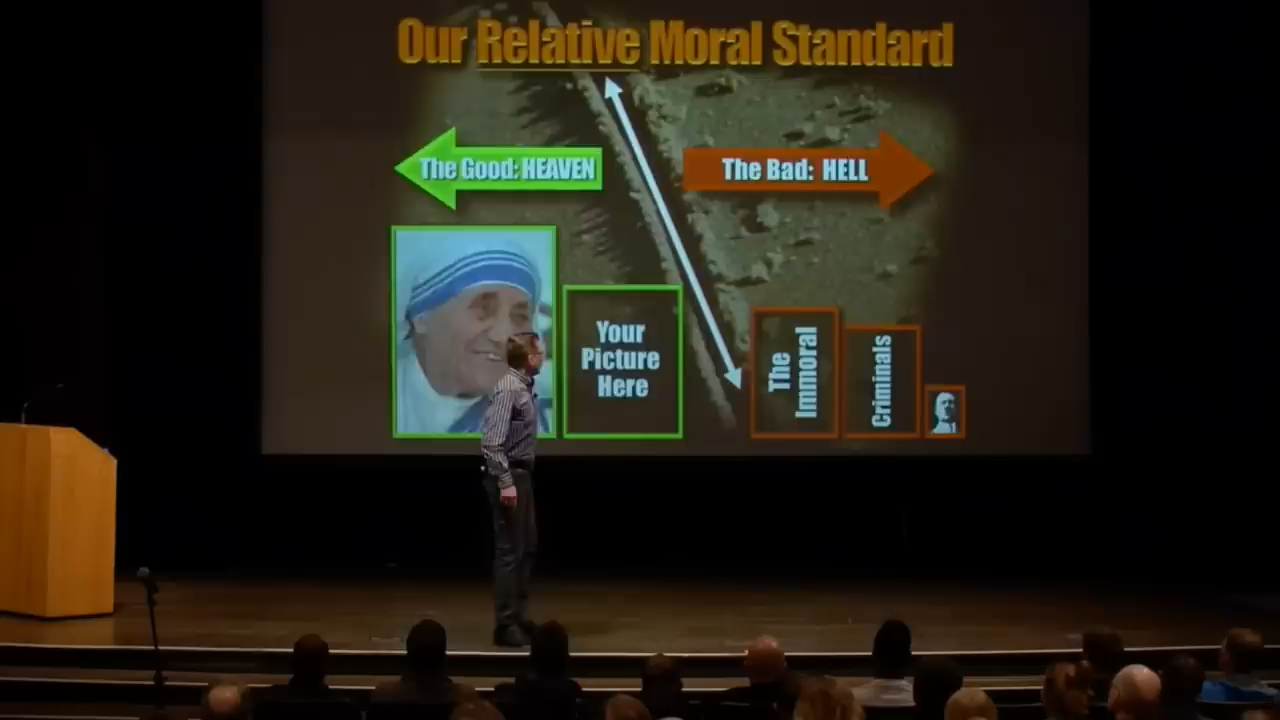 Our Relative Moral Standard
The Good: HEAVEN
The Bad: HELL
Your
Picture
Here
The
Immoral
Criminals